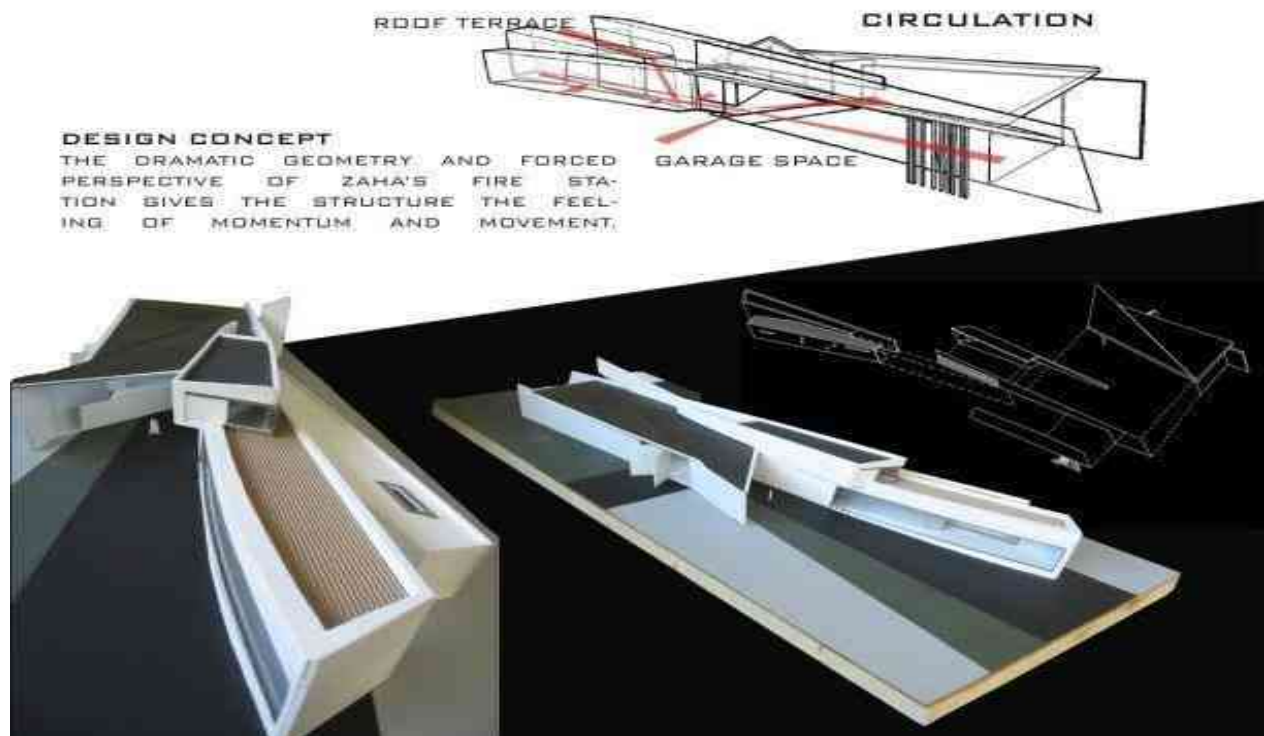 ROOF TERRACE
CIRCULATION
DESIGN CONCEPT
THE DRAMATIC GEOMETRY AND FORCED
PERSPECTIVE OF ZAHA'S FIRE STA-
TION GIVES THE STRUCTURE THE FEEL-
ING OF MOMENTUM AND MOVEMENT.
GARAGE SPACE